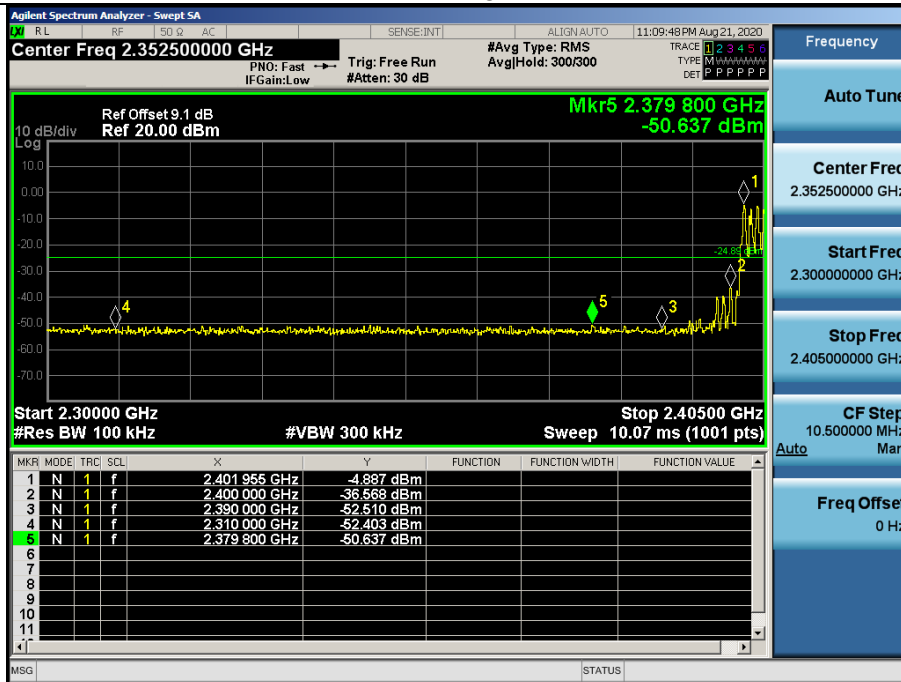 Agilent Spectrum Analyzer - Swept SA
LXI RL RF 50 Ω AC SENSE:INT ALIGN AUTO 11:09:48 PM Aug 21, 2020
Center Freq 2.352500000 GHz #Avg Type: RMS TRACE 1 2 3 4 5 6
PNO: Fast Trig: Free Run Avg|Hold: 300/300 TYPE M WWWWW
IFGain:Low #Atten: 30 dB DET P P P P P P
Frequency
Mkr5 2.379 800 GHz
-50.637 dBm
Ref Offset 9.1 dB
10 dB/div Ref 20.00 dBm
Log
10.0
0.00
-10.0
-20.0
-30.0
-40.0
-50.0
-60.0
-70.0
1
-24.89 dBm
2
3
4
5
Start 2.30000 GHz Stop 2.40500 GHz
#Res BW 100 kHz #VBW 300 kHz Sweep 10.07 ms (1001 pts)
MKR MODE TRC SCL X Y FUNCTION FUNCTION WIDTH FUNCTION VALUE
1 N 1 f 2.401 955 GHz -4.887 dBm
2 N 1 f 2.400 000 GHz -36.568 dBm
3 N 1 f 2.390 000 GHz -52.510 dBm
4 N 1 f 2.310 000 GHz -52.403 dBm
5 N 1 f 2.379 800 GHz -50.637 dBm
6
7
8
9
10
11
MSG STATUS
Auto Tune
Center Freq
2.352500000 GHz
Start Freq
2.300000000 GHz
Stop Freq
2.405000000 GHz
CF Step
10.500000 MHz
Auto Man
Freq Offset
0 Hz